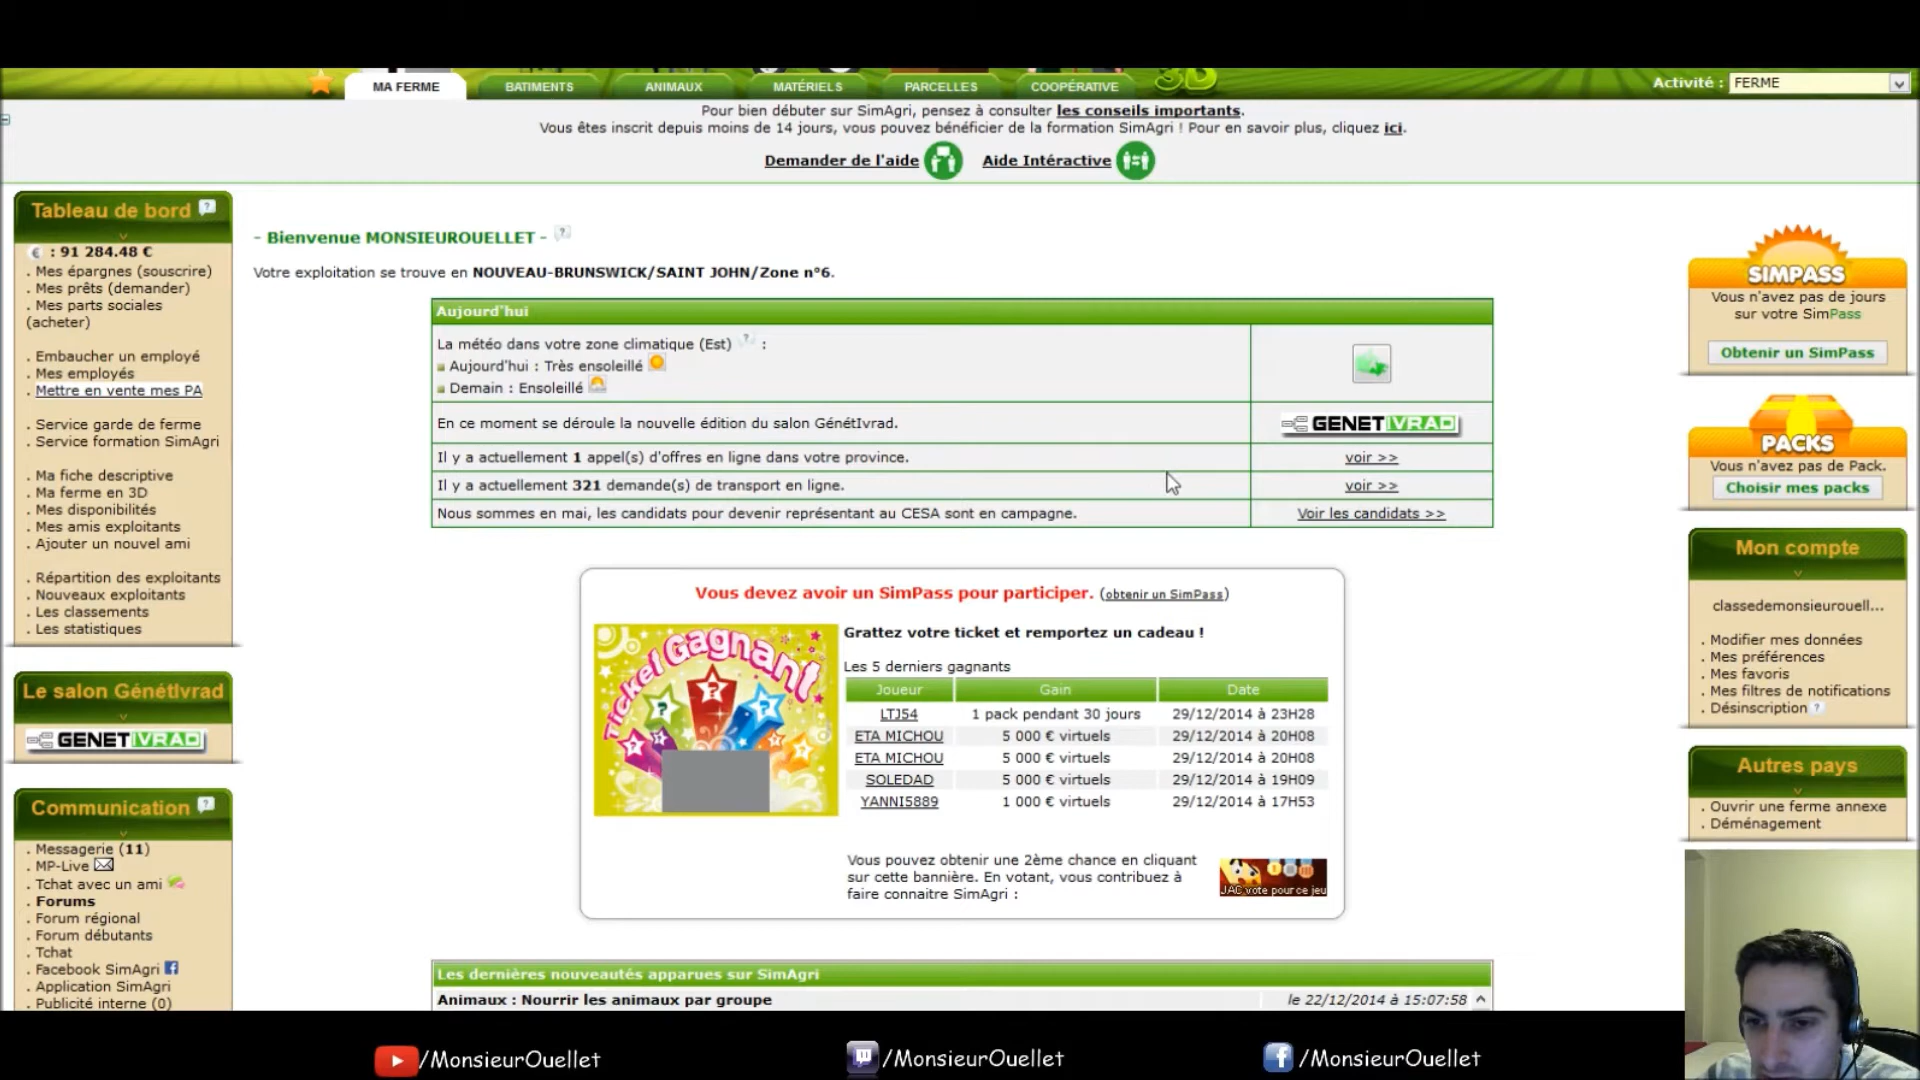 MA FERME BATIMENTS ANIMAUX MATÉRIELS PARCELLES COOPÉRATIVE 3D Activité : FERME
Pour bien débuter sur SimAgri, pensez à consulter les conseils importants.
Vous êtes inscrit depuis moins de 14 jours, vous pouvez bénéficier de la formation SimAgri ! Pour en savoir plus, cliquez ici.
Demander de l'aide Aide Intéractive
Tableau de bord ?
€ : 91 284.48 €
. Mes épargnes (souscrire)
. Mes prêts (demander)
. Mes parts sociales
(acheter)
. Embaucher un employé
. Mes employés
. Mettre en vente mes PA
. Service garde de ferme
. Service formation SimAgri
. Ma fiche descriptive
. Ma ferme en 3D
. Mes disponibilités
. Mes amis exploitants
. Ajouter un nouvel ami
. Répartition des exploitants
. Nouveaux exploitants
. Les classements
. Les statistiques
Le salon GénétIvrad
GENETIVRAD
Communication ?
. Messagerie (11)
. MP-Live
. Tchat avec un ami
. Forums
. Forum régional
. Forum débutants
. Tchat
. Facebook SimAgri
. Application SimAgri
. Publicité interne (0)
- Bienvenue MONSIEUROUELLET - ?
Votre exploitation se trouve en NOUVEAU-BRUNSWICK/SAINT JOHN/Zone n°6.
Aujourd'hui
La météo dans votre zone climatique (Est) ? :
Aujourd'hui : Très ensoleillé
Demain : Ensoleillé
En ce moment se déroule la nouvelle édition du salon GénétIvrad. GENETIVRAD
Il y a actuellement 1 appel(s) d'offres en ligne dans votre province. voir >>
Il y a actuellement 321 demande(s) de transport en ligne. voir >>
Nous sommes en mai, les candidats pour devenir représentant au CESA sont en campagne. Voir les candidats >>
Vous devez avoir un SimPass pour participer. (obtenir un SimPass)
Ticket Gagnant
Grattez votre ticket et remportez un cadeau !
Les 5 derniers gagnants
Joueur Gain Date
LTJ54 1 pack pendant 30 jours 29/12/2014 à 23H28
ETA MICHOU 5 000 € virtuels 29/12/2014 à 20H08
ETA MICHOU 5 000 € virtuels 29/12/2014 à 20H08
SOLEDAD 5 000 € virtuels 29/12/2014 à 19H09
YANNI5889 1 000 € virtuels 29/12/2014 à 17H53
Vous pouvez obtenir une 2ème chance en cliquant
sur cette bannière. En votant, vous contribuez à
faire connaitre SimAgri :
JAC vote pour ce jeu
Les dernières nouveautés apparues sur SimAgri
Animaux : Nourrir les animaux par groupe le 22/12/2014 à 15:07:58
SIMPASS
Vous n'avez pas de jours
sur votre SimPass
Obtenir un SimPass
PACKS
Vous n'avez pas de Pack.
Choisir mes packs
Mon compte
classedemonsieurouell...
. Modifier mes données
. Mes préférences
. Mes favoris
. Mes filtres de notifications
. Désinscription ?
Autres pays
. Ouvrir une ferme annexe
. Déménagement
/MonsieurOuellet /MonsieurOuellet /MonsieurOuellet